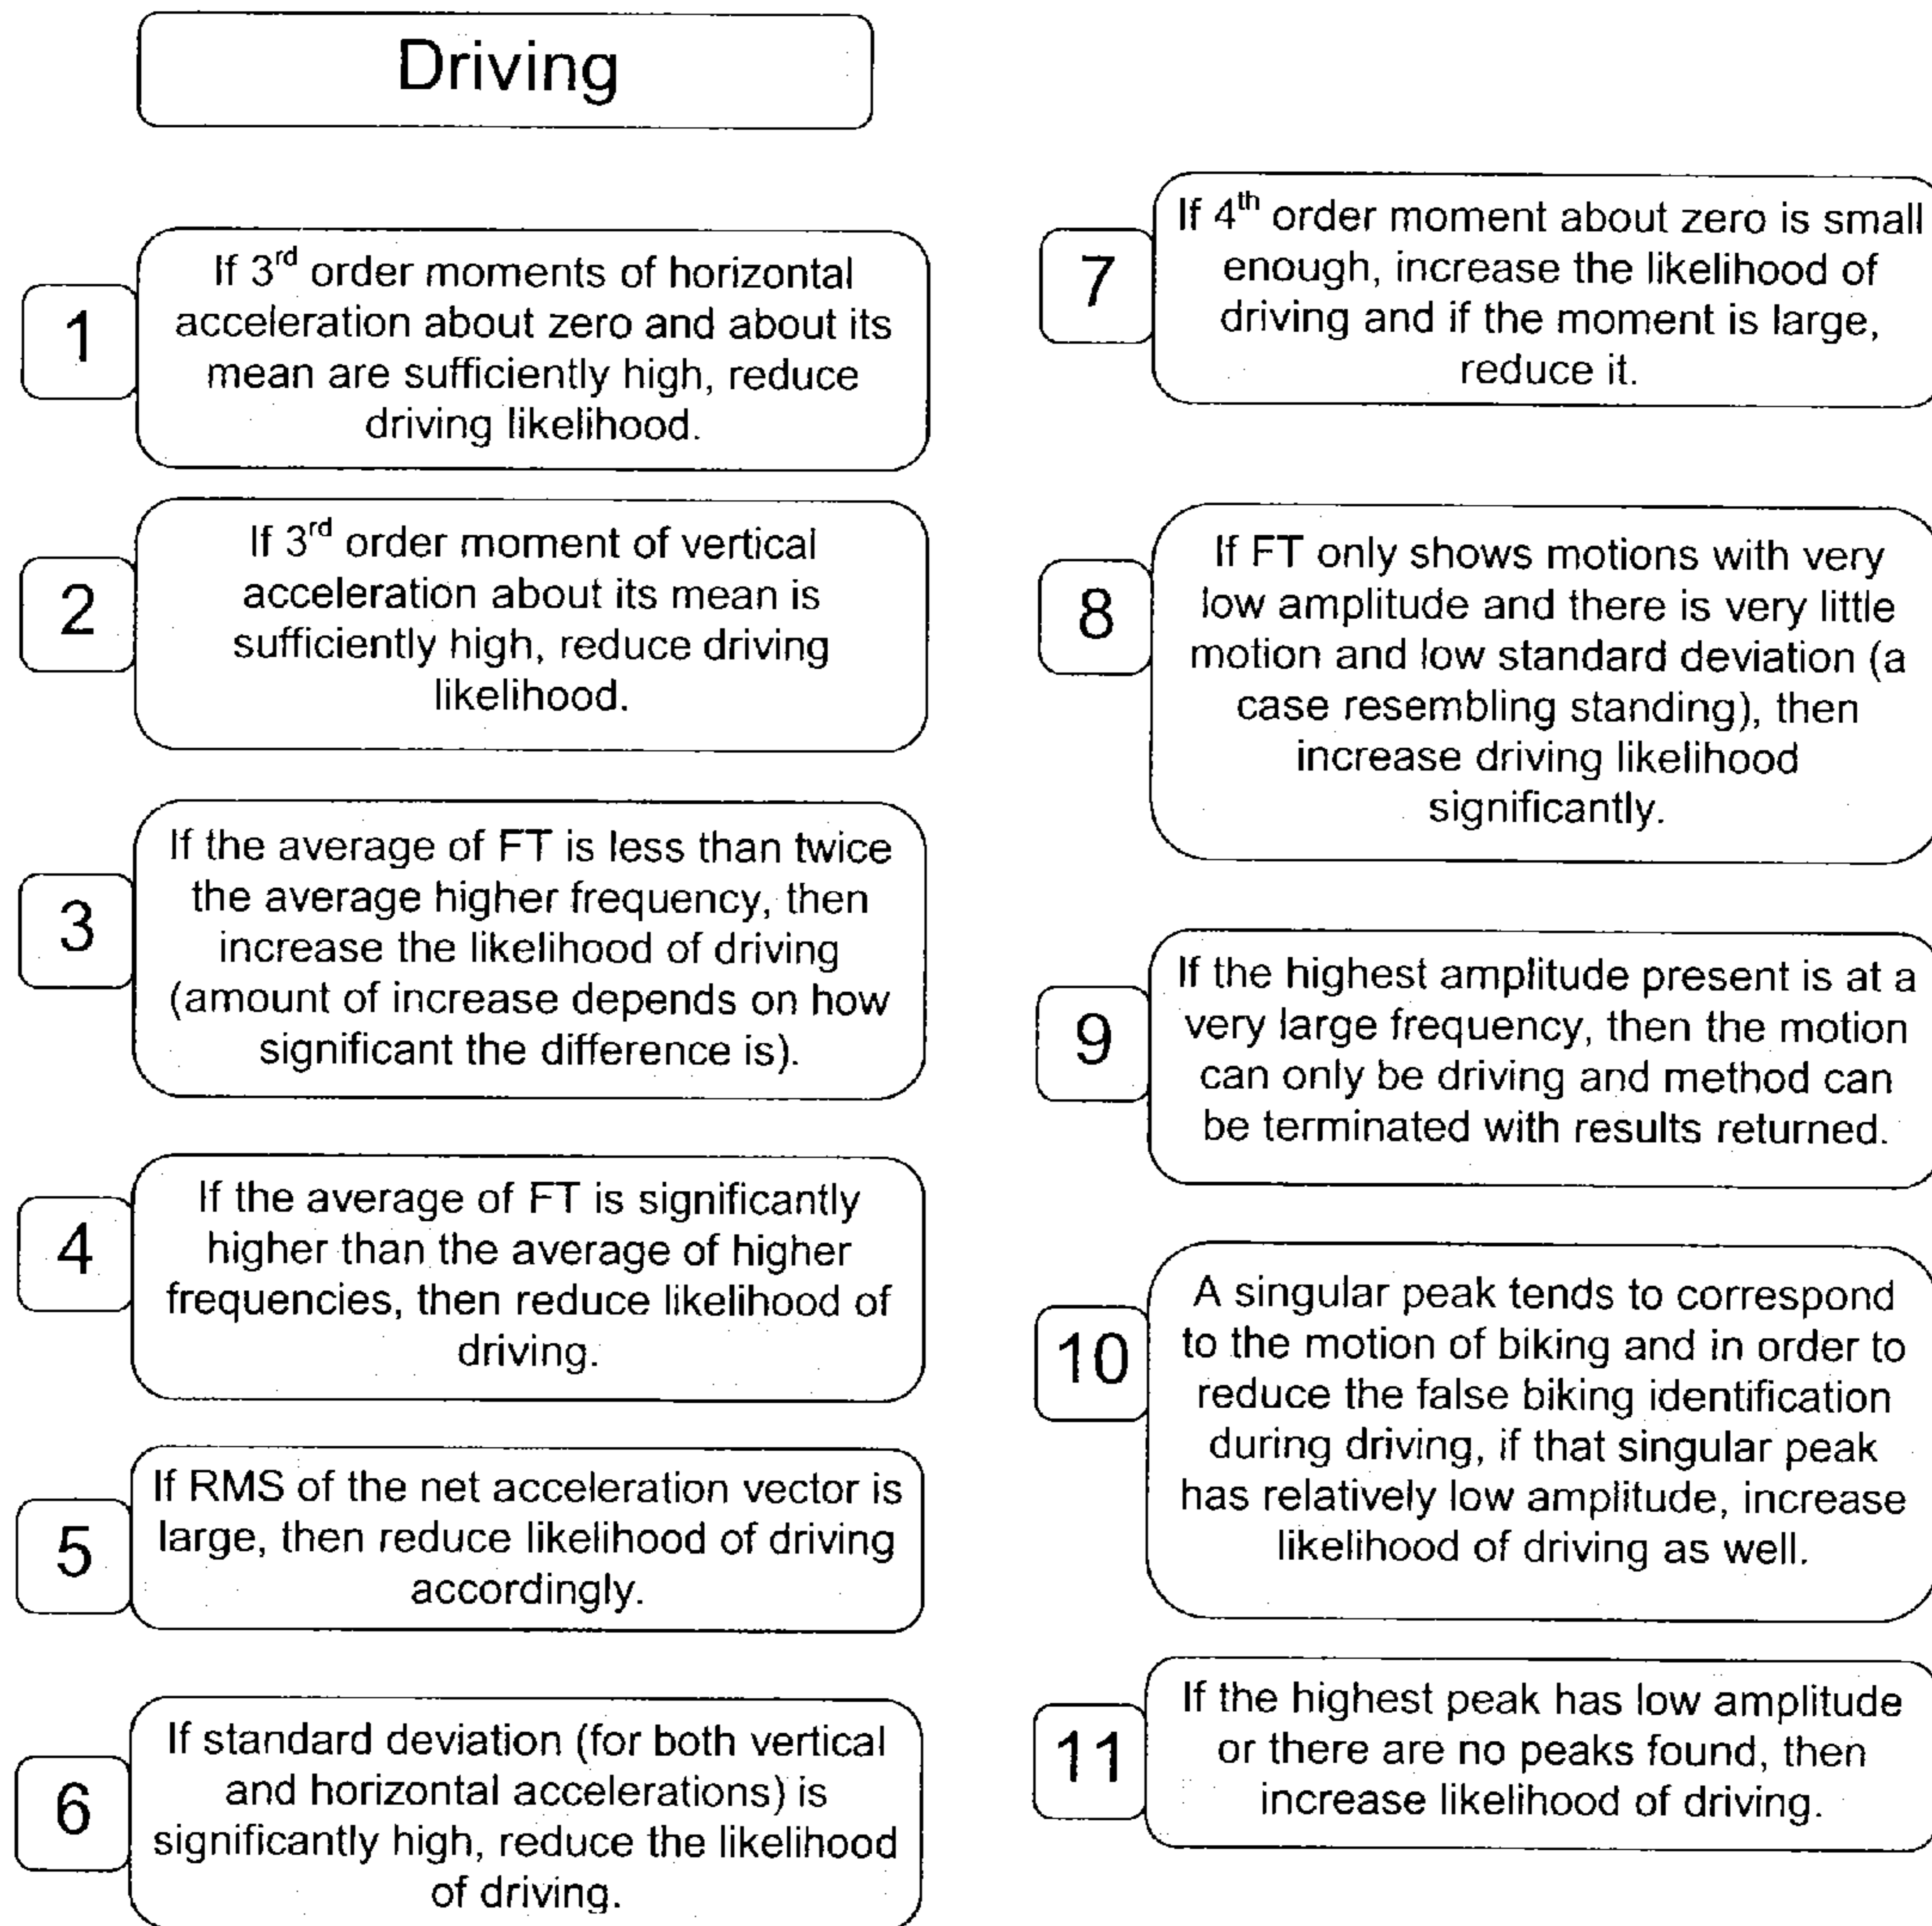 Driving
1
If 3rd order moments of horizontal
acceleration about zero and about its
mean are sufficiently high, reduce
driving likelihood.
2
If 3rd order moment of vertical
acceleration about its mean is
sufficiently high, reduce driving
likelihood.
3
If the average of FT is less than twice
the average higher frequency, then
increase the likelihood of driving
(amount of increase depends on how
significant the difference is).
4
If the average of FT is significantly
higher than the average of higher
frequencies, then reduce likelihood of
driving.
5
If RMS of the net acceleration vector is
large, then reduce likelihood of driving
accordingly.
6
If standard deviation (for both vertical
and horizontal accelerations) is
significantly high, reduce the likelihood
of driving.
7
If 4th order moment about zero is small
enough, increase the likelihood of
driving and if the moment is large,
reduce it.
8
If FT only shows motions with very
low amplitude and there is very little
motion and low standard deviation (a
case resembling standing), then
increase driving likelihood
significantly.
9
If the highest amplitude present is at a
very large frequency, then the motion
can only be driving and method can
be terminated with results returned.
10
A singular peak tends to correspond
to the motion of biking and in order to
reduce the false biking identification
during driving, if that singular peak
has relatively low amplitude, increase
likelihood of driving as well.
11
If the highest peak has low amplitude
or there are no peaks found, then
increase likelihood of driving.